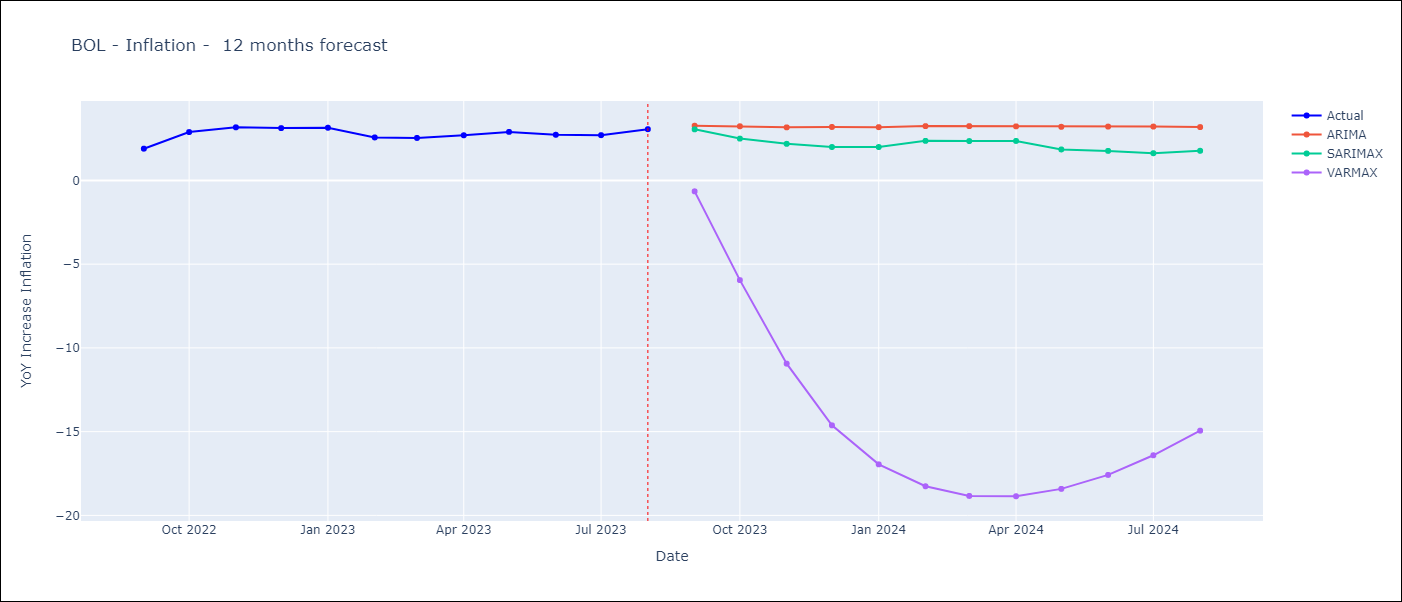 BOL - Inflation -  12 months forecast
Actual
ARIMA
SARIMAX
VARMAX
YoY Increase Inflation
0
−5
−10
−15
−20
Oct 2022
Jan 2023
Apr 2023
Jul 2023
Oct 2023
Jan 2024
Apr 2024
Jul 2024
Date